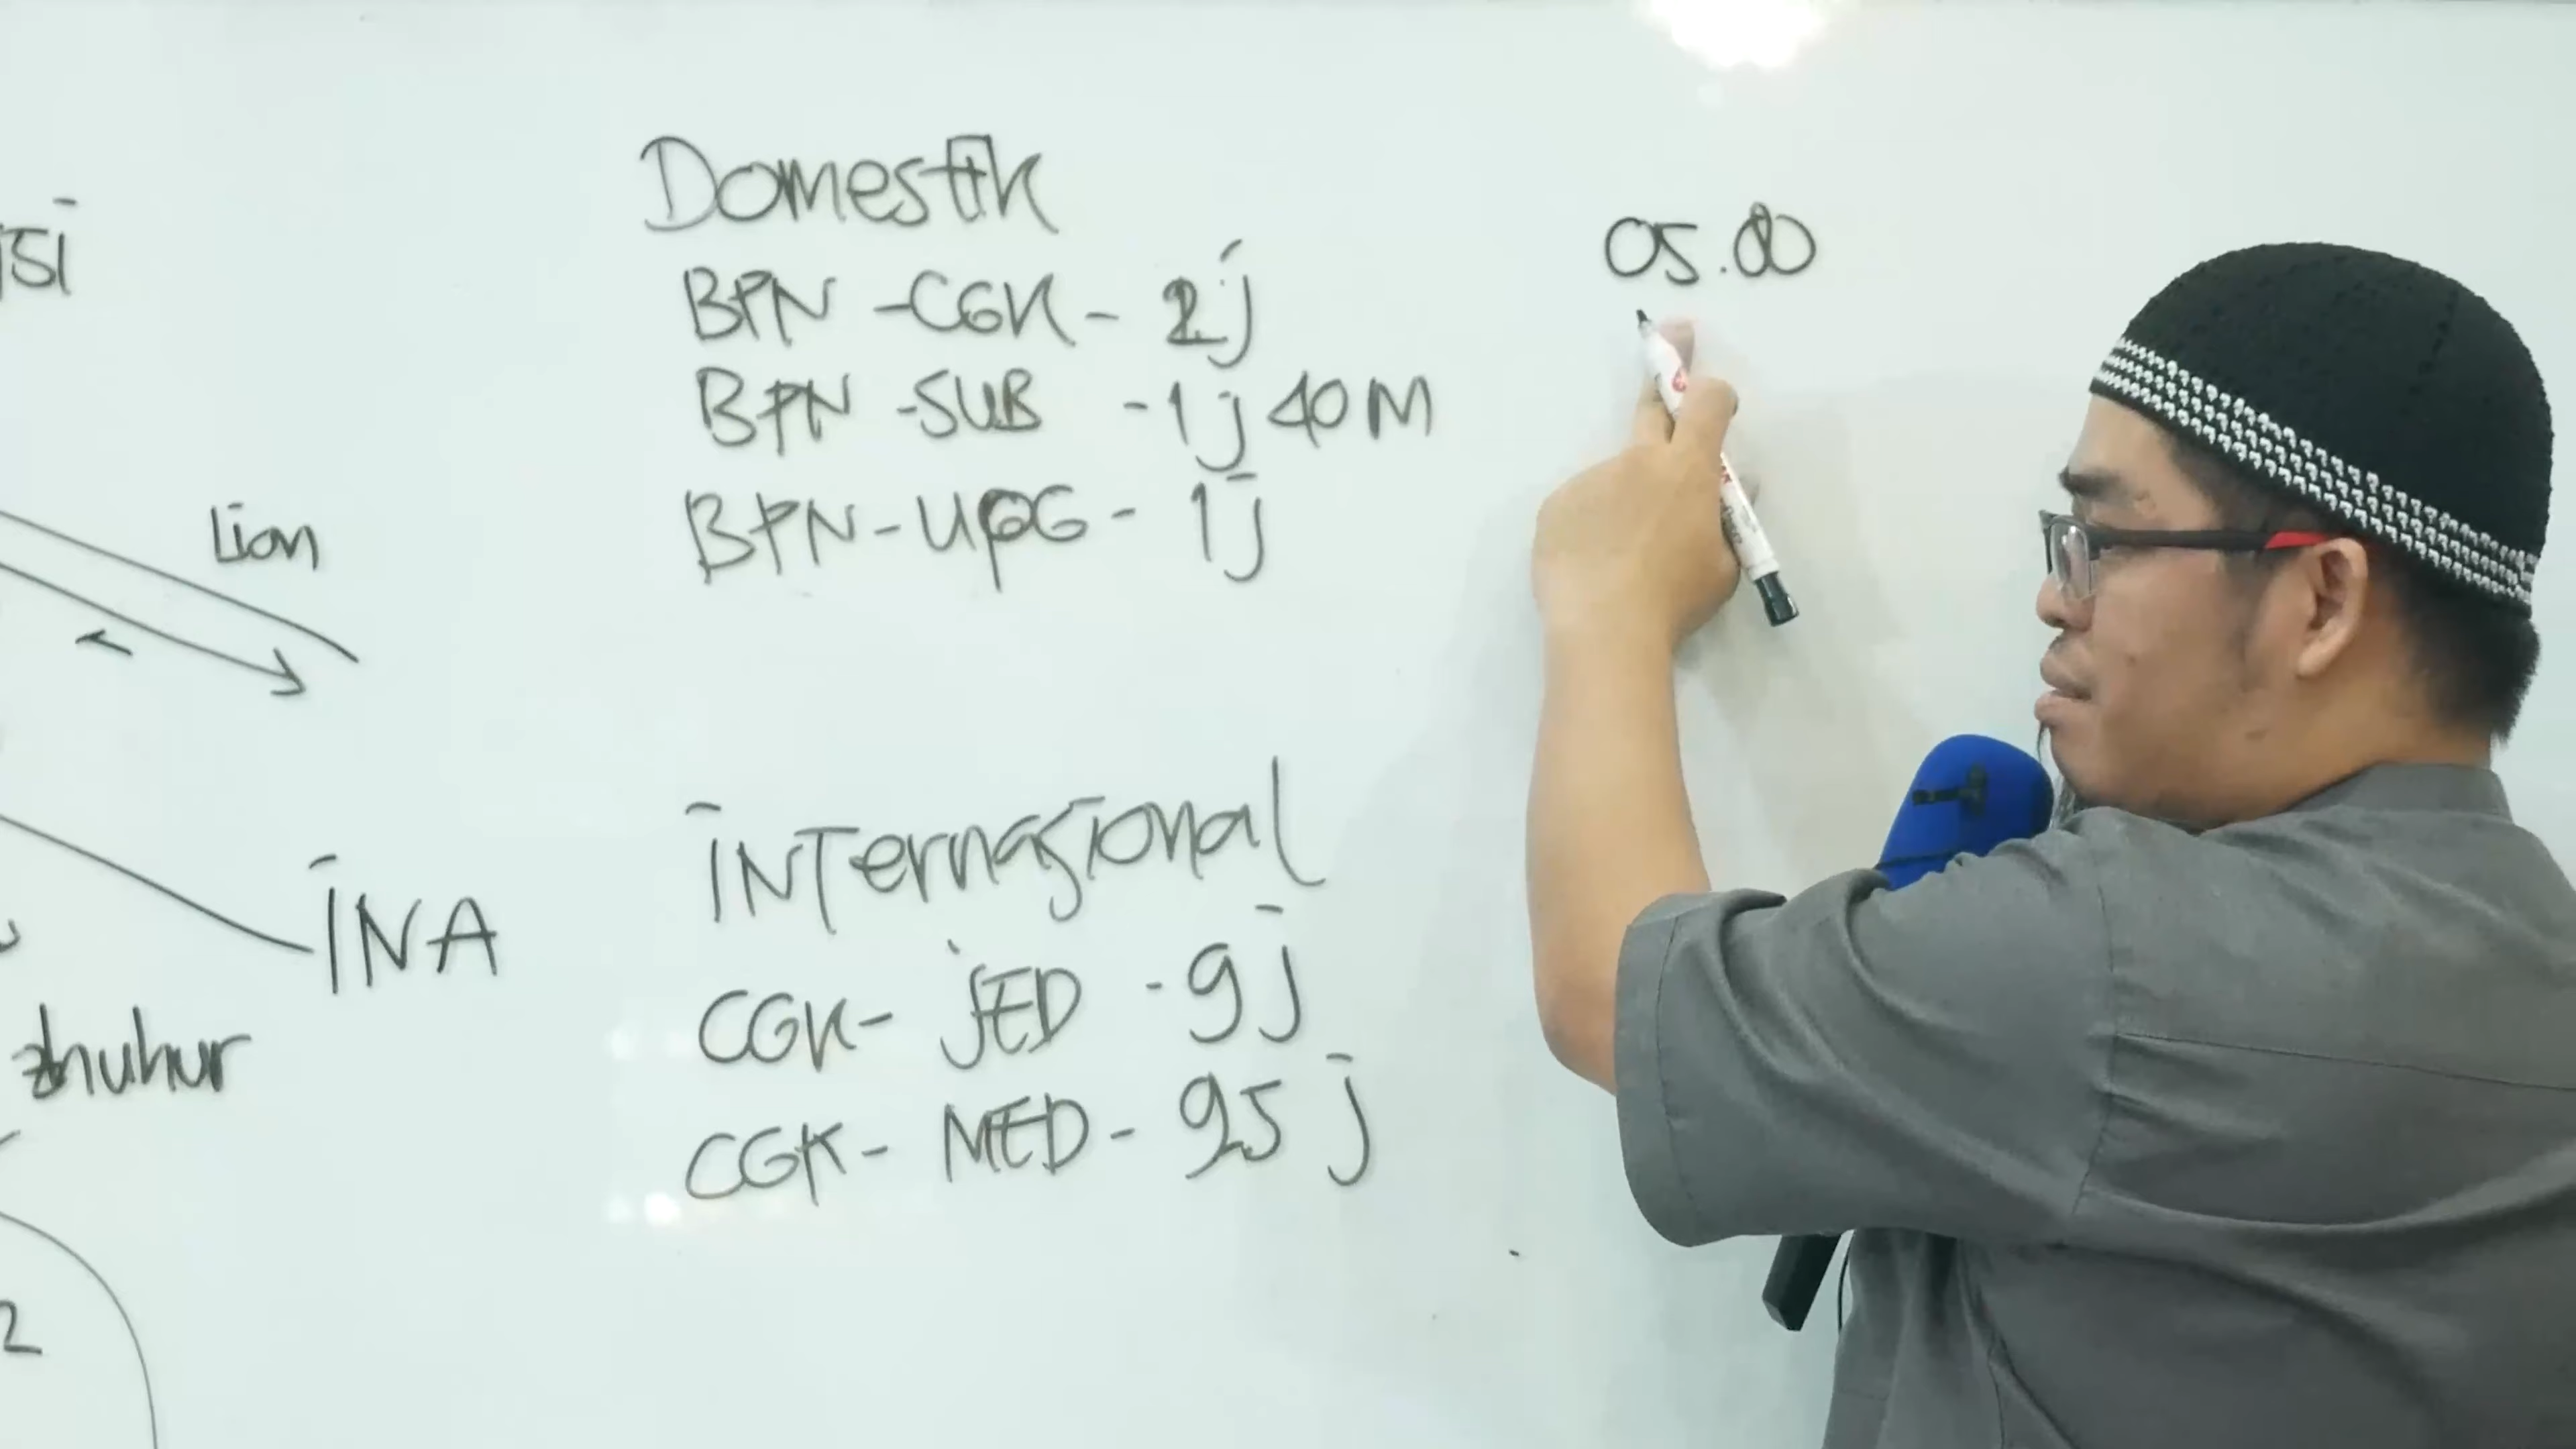 Domestik
BPN - CGK - 2j
BPN - SUB - 1j 40M
BPN - UPG - 1j
05.00
Lion
Internasional
CGK - JED - 9j
CGK - MED - 9,5 j
INA
zhuhur
2